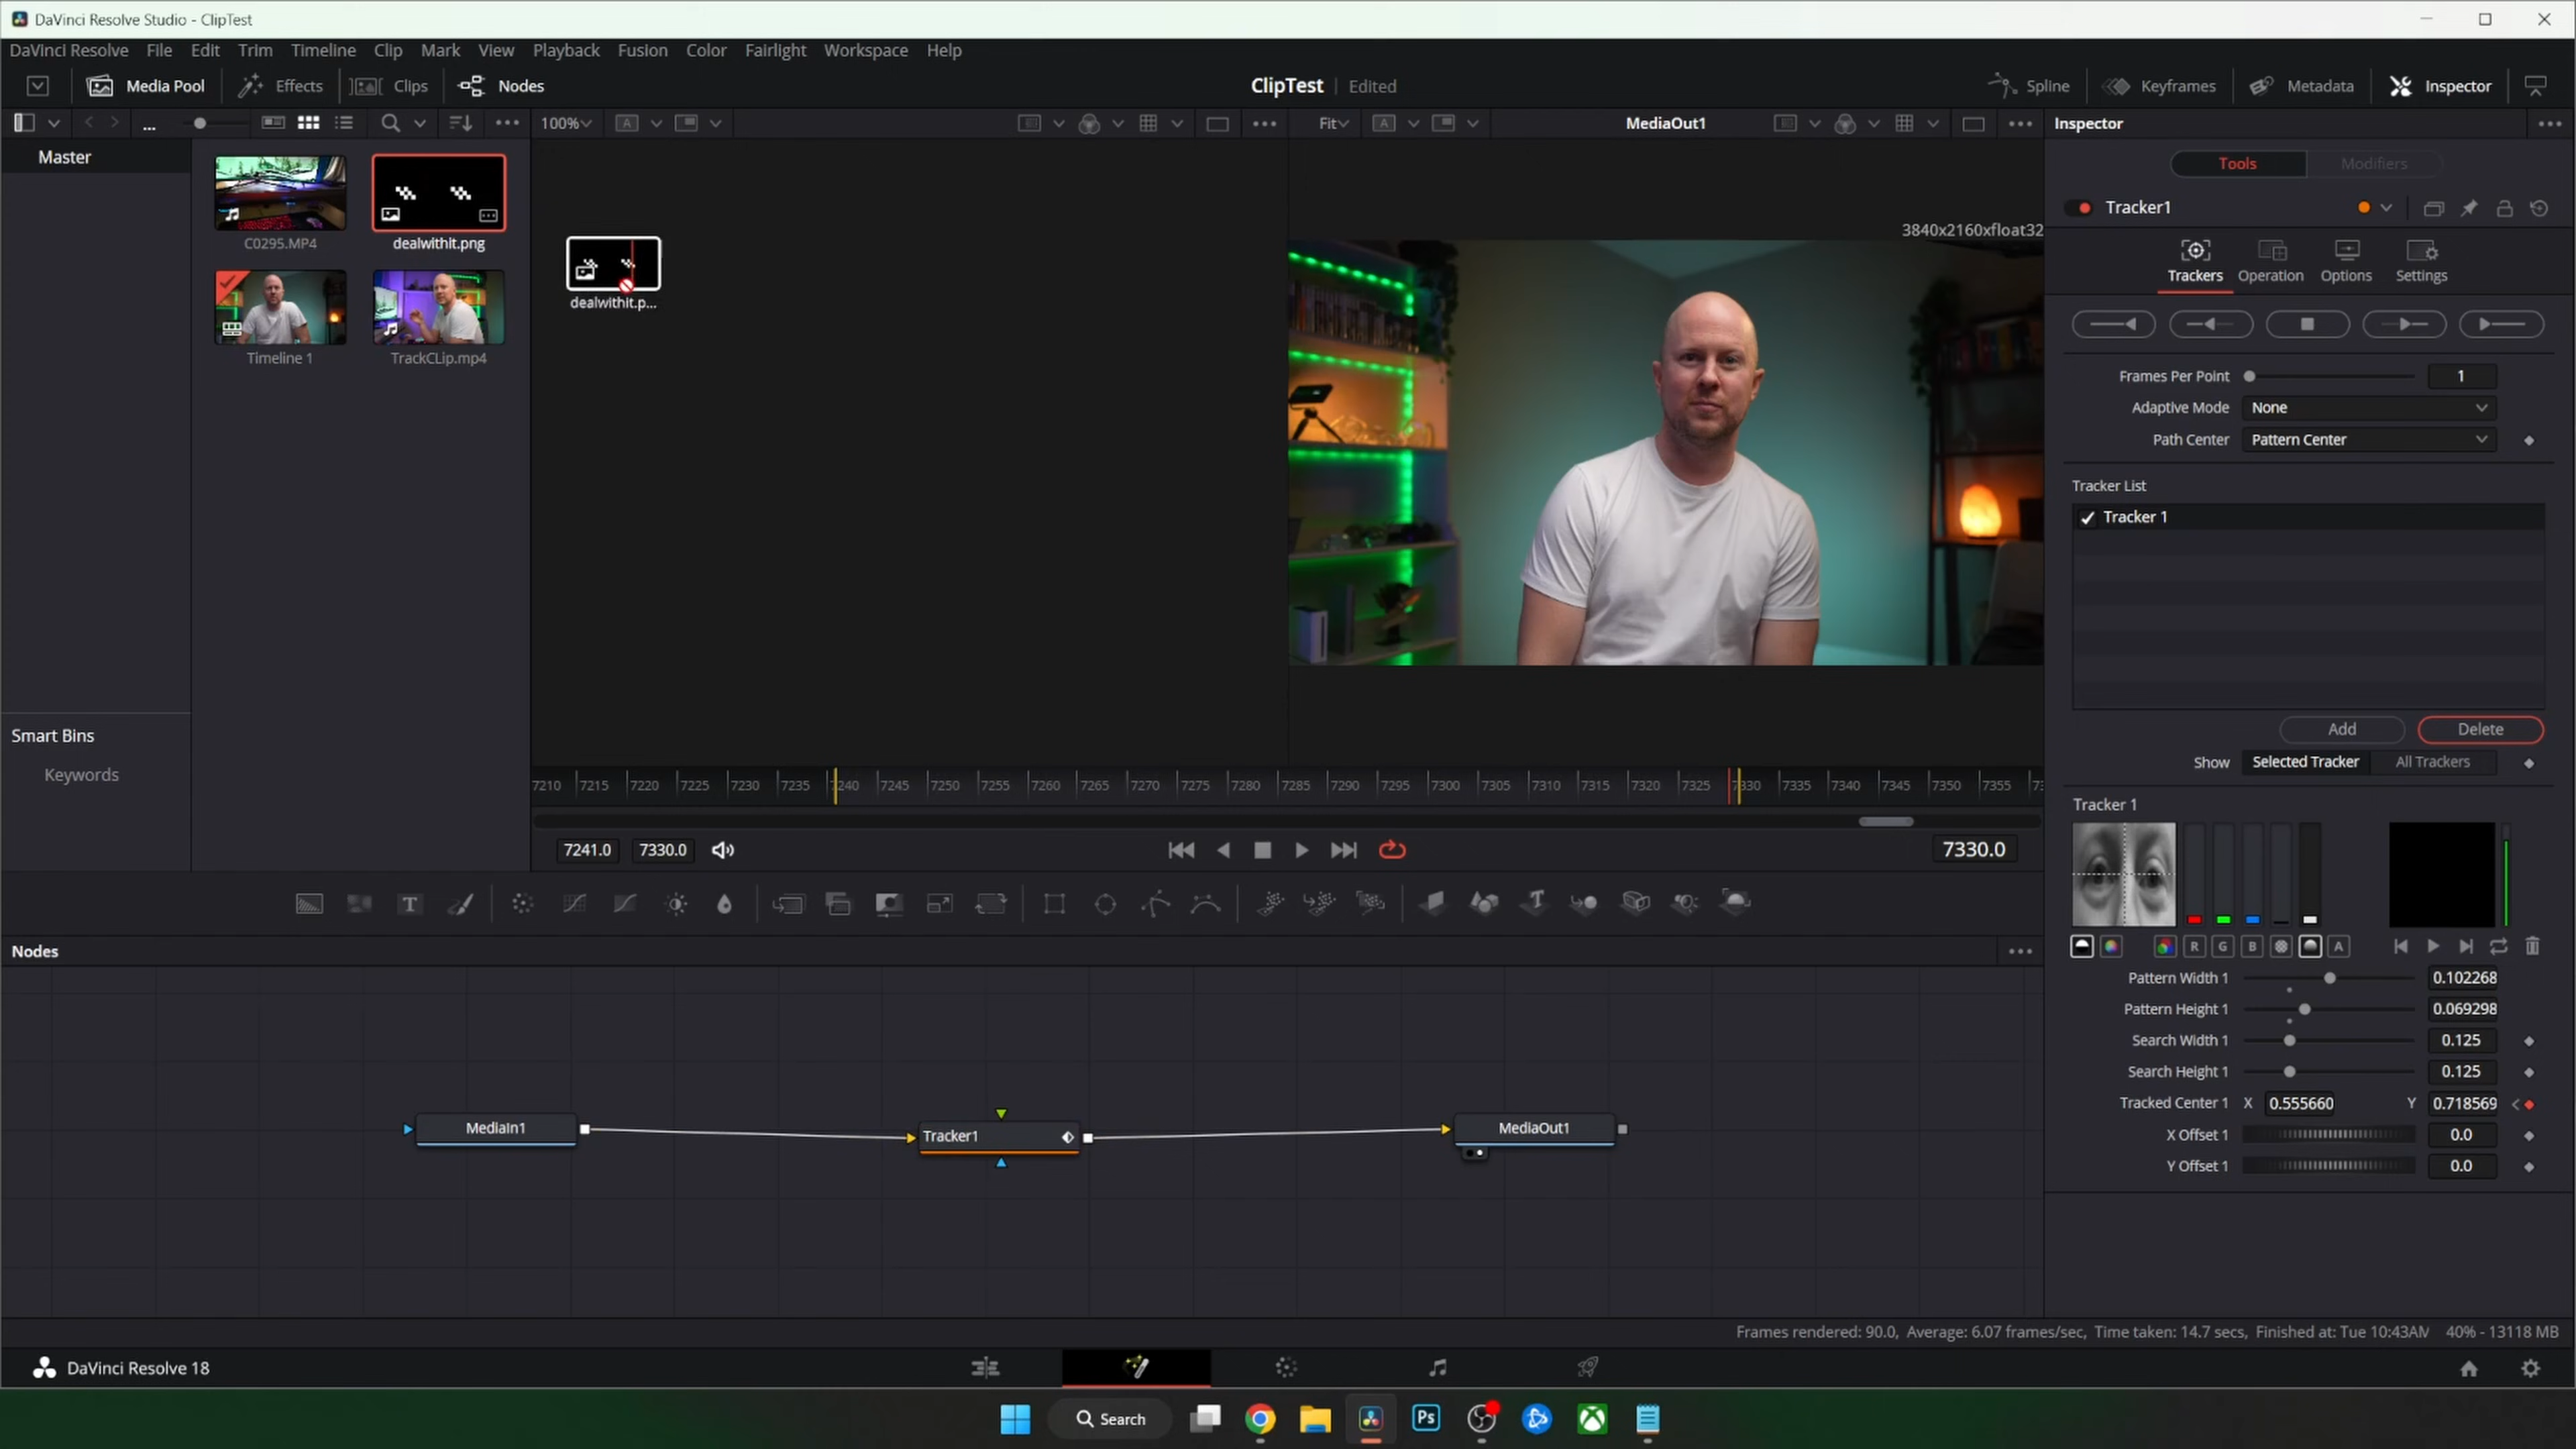 DaVinci Resolve Studio - ClipTest
DaVinci Resolve File Edit Trim Timeline Clip Mark View Playback Fusion Color Fairlight Workspace Help
Media Pool Effects Clips Nodes ClipTest Edited Spline Keyframes Metadata Inspector
... 100% A Fit A MediaOut1 Inspector
Master
C0295.MP4
dealwithit.png
Timeline 1
TrackCLip.mp4
dealwithit.p...
3840x2160xfloat32
Tools Modifiers
Tracker1
Trackers Operation Options Settings
Frames Per Point 1
Adaptive Mode None
Path Center Pattern Center
Tracker List
Tracker 1
Add Delete
Show Selected Tracker All Trackers
Smart Bins
Keywords
7210 7215 7220 7225 7230 7235 7240 7245 7250 7255 7260 7265 7270 7275 7280 7285 7290 7295 7300 7305 7310 7315 7320 7325 7330 7335 7340 7345 7350 7355
7241.0 7330.0 7330.0
Tracker 1
R G B A
Pattern Width 1 0.102268
Pattern Height 1 0.069298
Search Width 1 0.125
Search Height 1 0.125
Tracked Center 1 X 0.555660 Y 0.718569
X Offset 1 0.0
Y Offset 1 0.0
T T
Nodes
MediaIn1
Tracker1
MediaOut1
Frames rendered: 90.0, Average: 6.07 frames/sec, Time taken: 14.7 secs, Finished at: Tue 10:43AM 40% - 13118 MB
DaVinci Resolve 18
Search
Ps